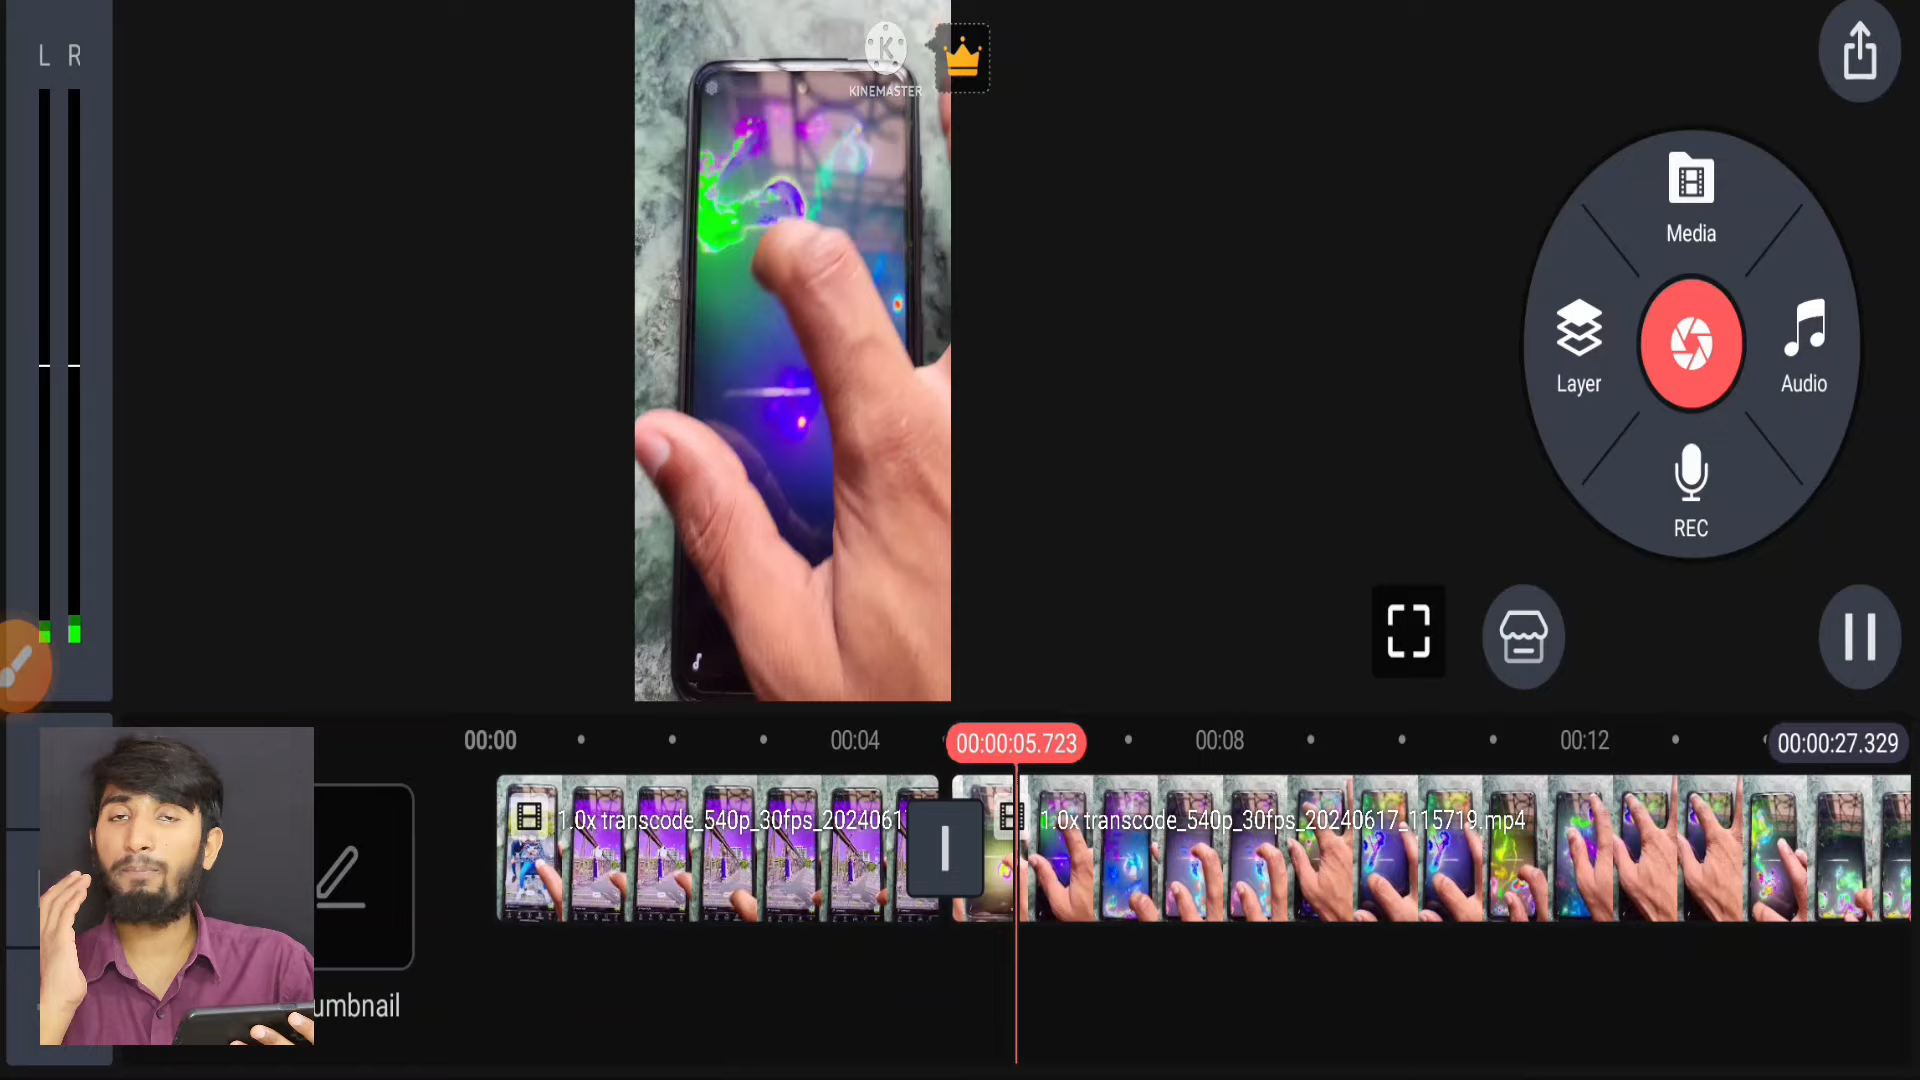 L R
KINEMASTER
Media
Layer
Audio
REC
00:00
00:04
00:00:05.723
00:08
00:12
00:00:27.329
1.0x transcode_540p_30fps_2024061
1.0x transcode_540p_30fps_20240617_115719.mp4
umbnail